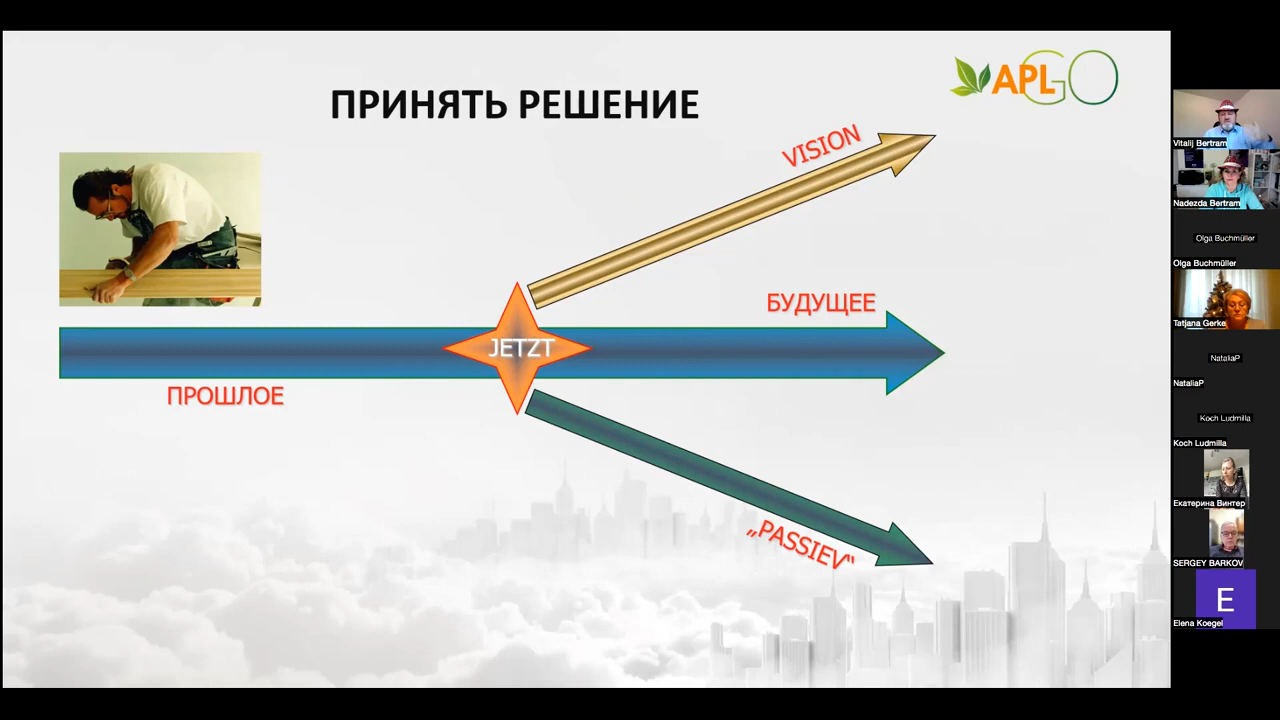 ПРИНЯТЬ РЕШЕНИЕ
APLGO
VISION
БУДУЩЕЕ
JETZT
ПРОШЛОЕ
„PASSIEV"
Vitalij Bertram
Nadezda Bertram
Olga Buchmüller
Olga Buchmüller
Tatjana Gerke
NataliaP
NataliaP
Koch Ludmilla
Koch Ludmilla
Екатерина Винтер
SERGEY BARKOV
E
Elena Koegel